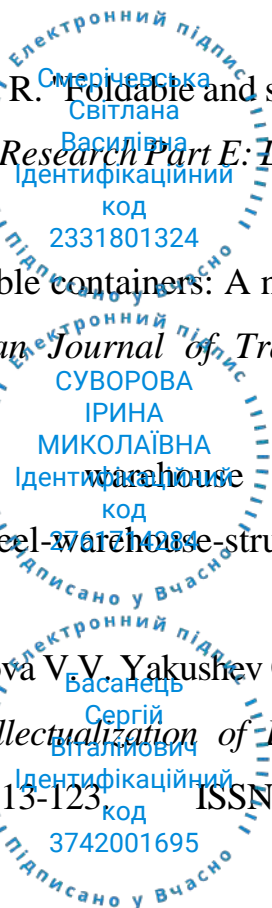 Електронний підпис
R. "Foldable and s
Смерічевська
Світлана
Василівна
Research Part E: L
Ідентифікаційний
код
2331801324
Підписано у Вчасно
ble containers: A n
Електронний підпис
an Journal of Tra
СУВОРОВА
ІРИНА
МИКОЛАЇВНА
Ідентифікаційний
warehouse
код
eel-warehouse-stru
Підписано у Вчасно
Електронний підпис
va V.V. Yakushev
Басанець
Сергій
Віталійович
llectualization of
Ідентифікаційний
13-123. ISSN
код
3742001695
Підписано у Вчасно